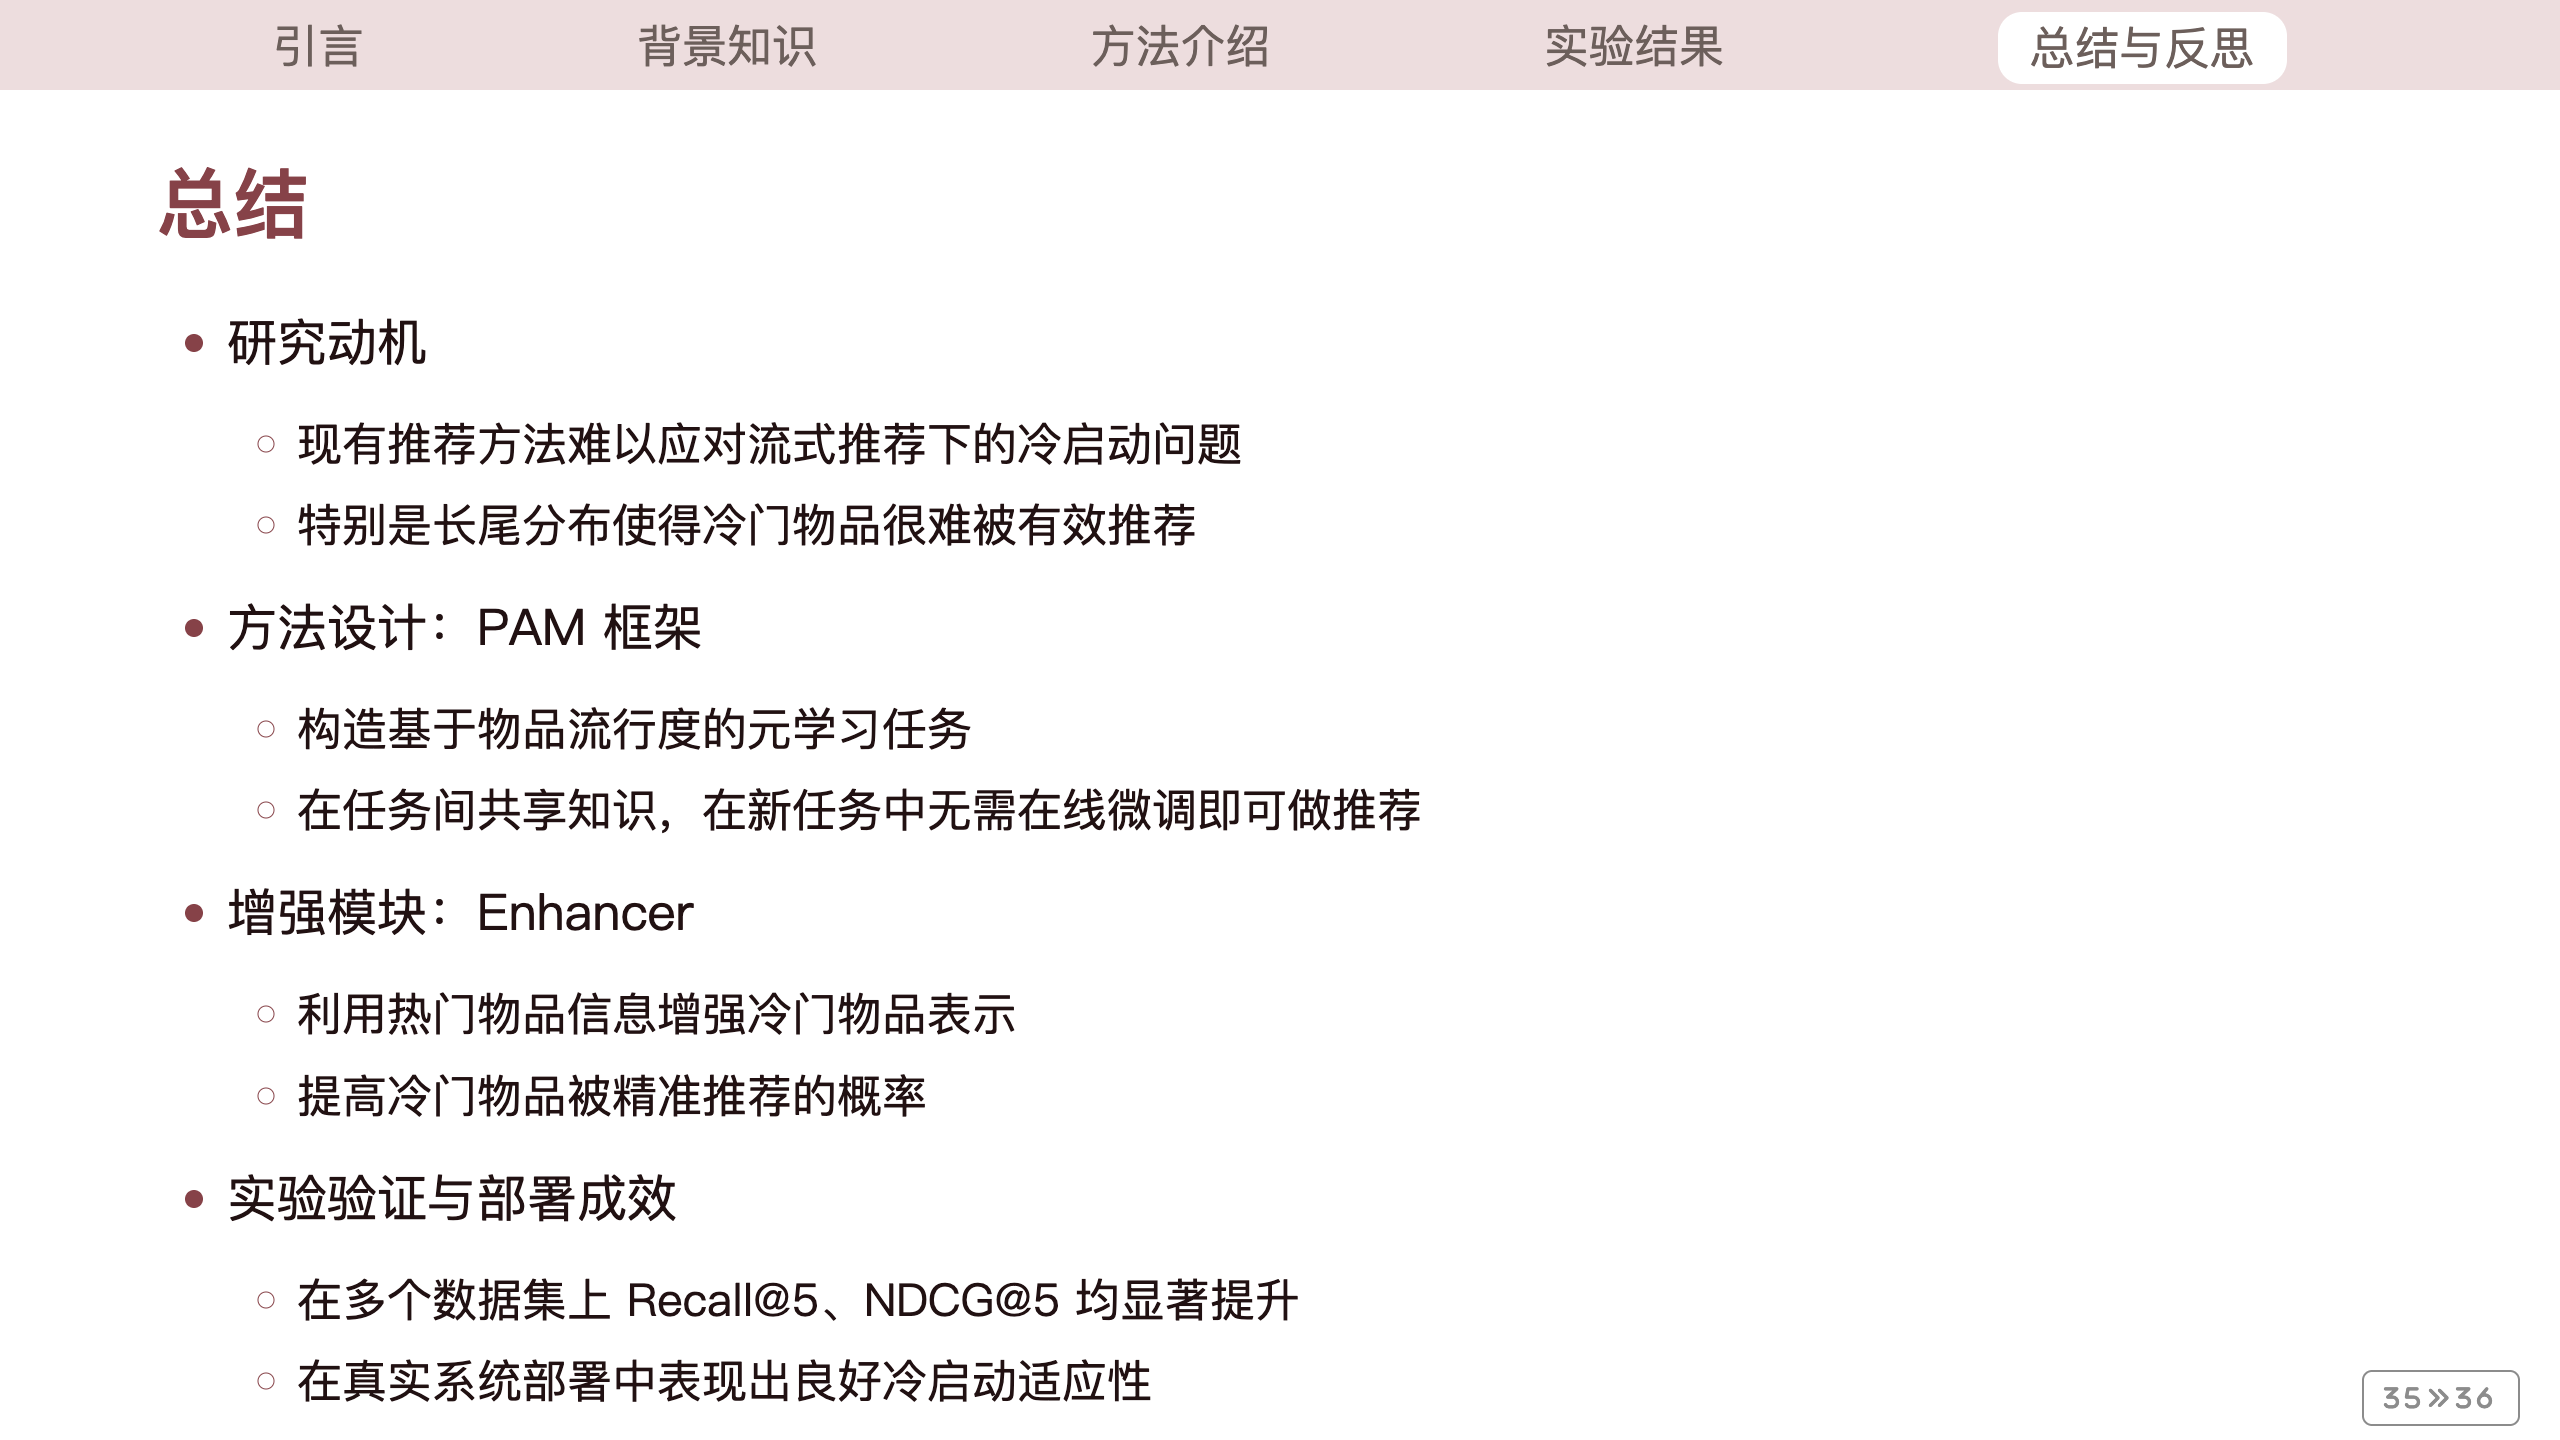 引言
背景知识
方法介绍
实验结果
总结与反思
总结
研究动机
现有推荐方法难以应对流式推荐下的冷启动问题
特别是长尾分布使得冷门物品很难被有效推荐
方法设计：PAM 框架
构造基于物品流行度的元学习任务
在任务间共享知识，在新任务中无需在线微调即可做推荐
增强模块：Enhancer
利用热门物品信息增强冷门物品表示
提高冷门物品被精准推荐的概率
实验验证与部署成效
在多个数据集上 Recall@5、NDCG@5 均显著提升
在真实系统部署中表现出良好冷启动适应性
35»36